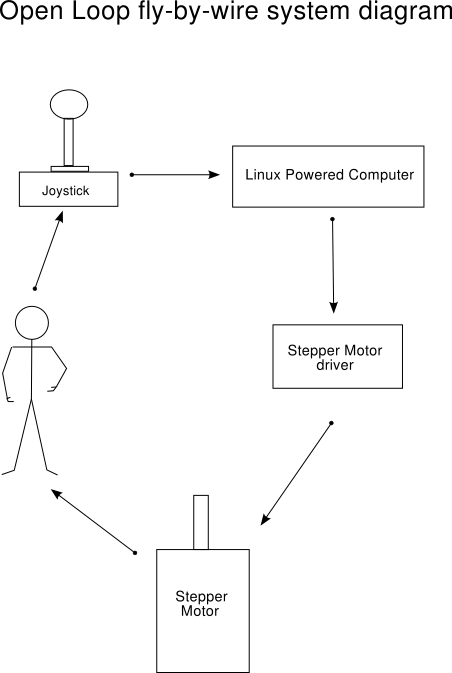 Open Loop fly-by-wire system diagram
Joystick
Linux Powered Computer
Stepper Motor
driver
Stepper
Motor